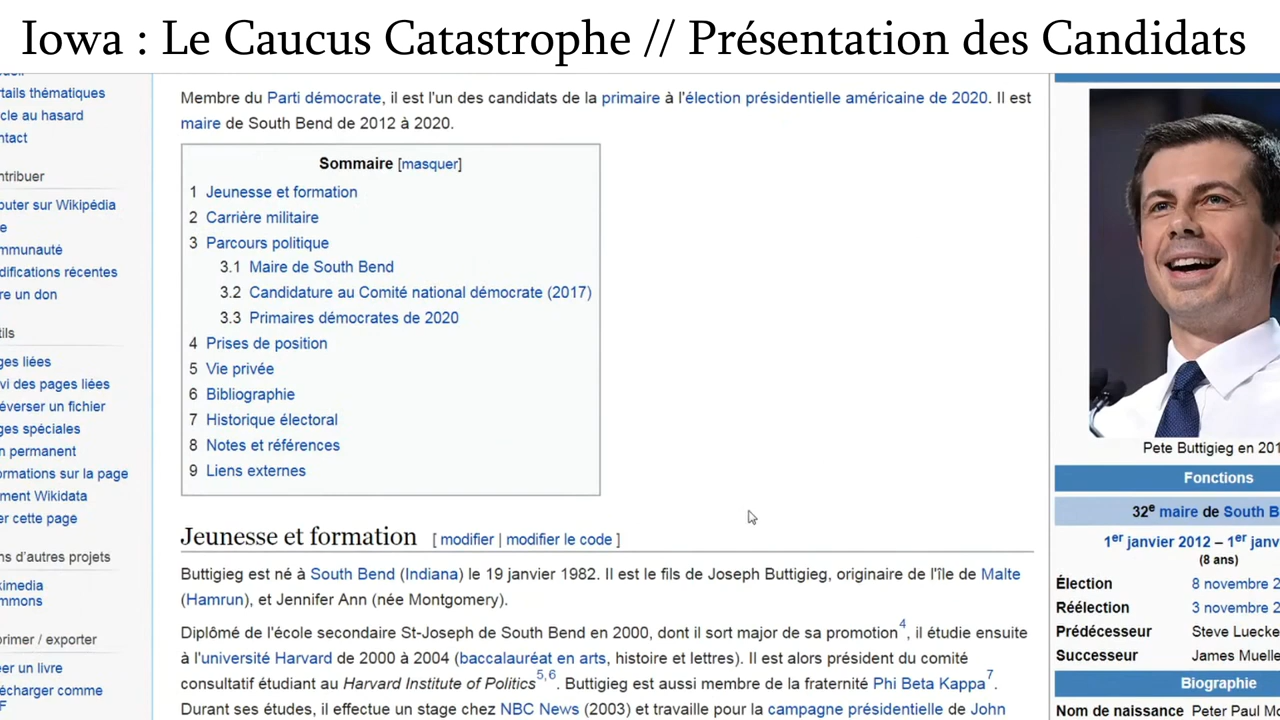 Iowa : Le Caucus Catastrophe // Présentation des Candidats
rtails thématiques
cle au hasard
ntact
ntribuer
outer sur Wikipédia
e
mmunauté
difications récentes
re un don
tils
ges liées
vi des pages liées
éverser un fichier
ges spéciales
n permanent
ormations sur la page
ment Wikidata
er cette page
ns d'autres projets
kimedia
mmons
primer / exporter
éer un livre
lécharger comme
F
Membre du Parti démocrate, il est l'un des candidats de la primaire à l'élection présidentielle américaine de 2020. Il est
maire de South Bend de 2012 à 2020.
Sommaire [masquer]
1 Jeunesse et formation
2 Carrière militaire
3 Parcours politique
3.1 Maire de South Bend
3.2 Candidature au Comité national démocrate (2017)
3.3 Primaires démocrates de 2020
4 Prises de position
5 Vie privée
6 Bibliographie
7 Historique électoral
8 Notes et références
9 Liens externes
Jeunesse et formation [ modifier | modifier le code ]
Buttigieg est né à South Bend (Indiana) le 19 janvier 1982. Il est le fils de Joseph Buttigieg, originaire de l'île de Malte
(Hamrun), et Jennifer Ann (née Montgomery).
Diplômé de l'école secondaire St-Joseph de South Bend en 2000, dont il sort major de sa promotion4, il étudie ensuite
à l'université Harvard de 2000 à 2004 (baccalauréat en arts, histoire et lettres). Il est alors président du comité
consultatif étudiant au Harvard Institute of Politics5,6. Buttigieg est aussi membre de la fraternité Phi Beta Kappa7.
Durant ses études, il effectue un stage chez NBC News (2003) et travaille pour la campagne présidentielle de John
Pete Buttigieg en 201
Fonctions
32e maire de South B
1er janvier 2012 – 1er janv
(8 ans)
Élection 8 novembre 2
Réélection 3 novembre 2
Prédécesseur Steve Luecke
Successeur James Muelle
Biographie
Nom de naissance Peter Paul Mo